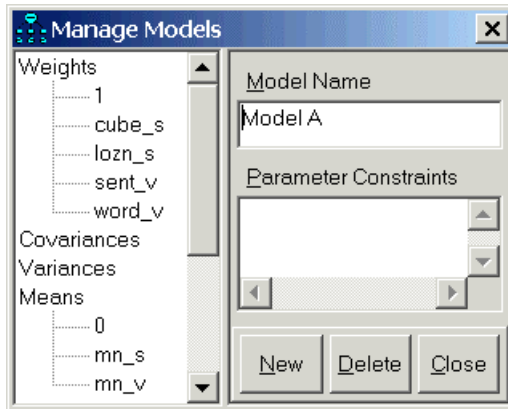 Manage Models
Weights
1
cube_s
lozn_s
sent_v
word_v
Covariances
Variances
Means
0
mn_s
mn_v
Model Name
Model A
Parameter Constraints
New
Delete
Close